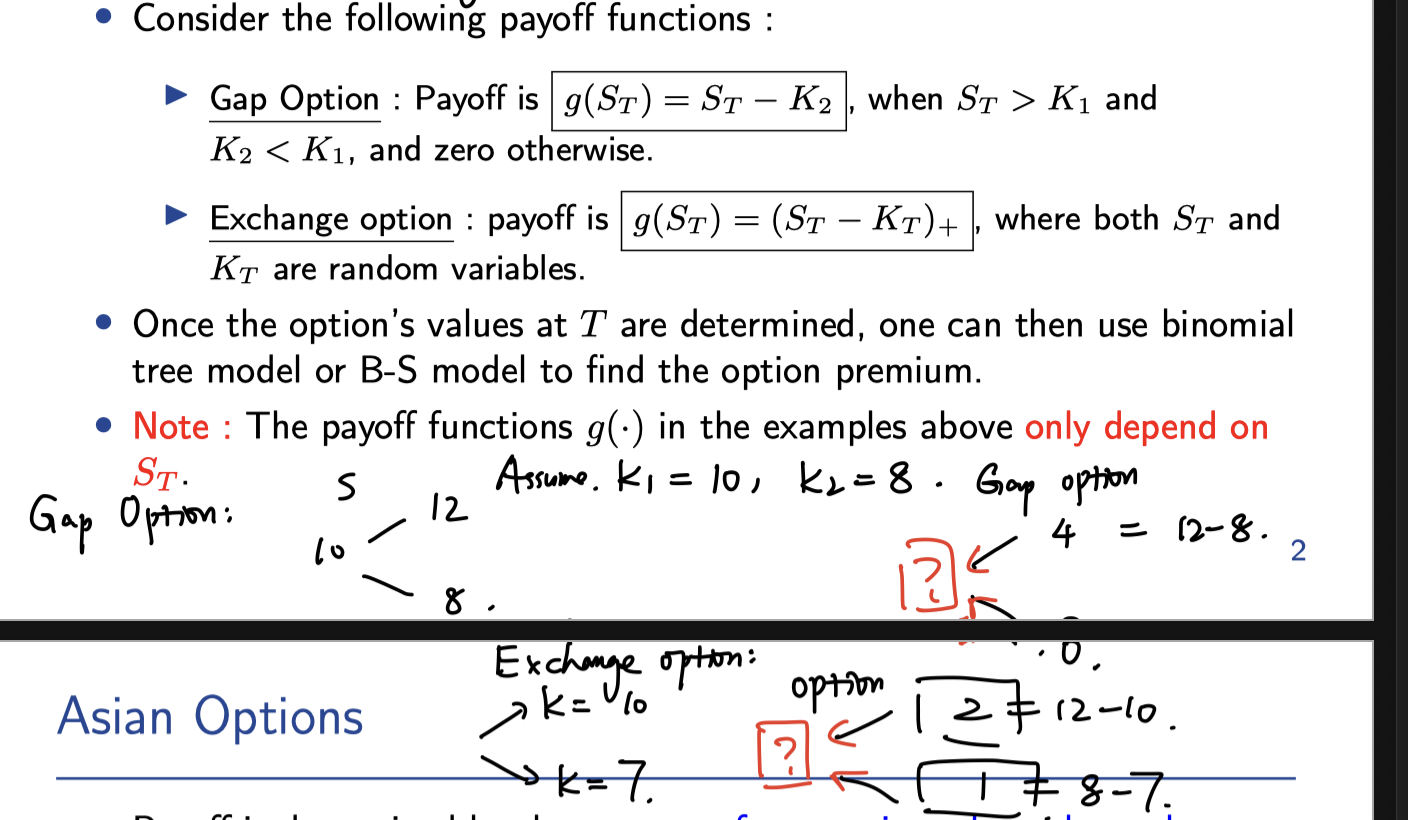 • Consider the following payoff functions :
▶ Gap Option : Payoff is g(S_T) = S_T − K_2, when S_T > K_1 and
K_2 < K_1, and zero otherwise.
▶ Exchange option : payoff is g(S_T) = (S_T − K_T)_+, where both S_T and
K_T are random variables.
• Once the option's values at T are determined, one can then use binomial
tree model or B-S model to find the option premium.
• Note : The payoff functions g(·) in the examples above only depend on
S_T.
Assume. K_1 = 10, K_2 = 8. Gap option
Gap Option:
S
12
10
8.
4 = 12-8.
?
0.
2
Exchange option:
Asian Options
k = 10
k = 7.
option
2 = 12-10.
?
1 = 8-7.